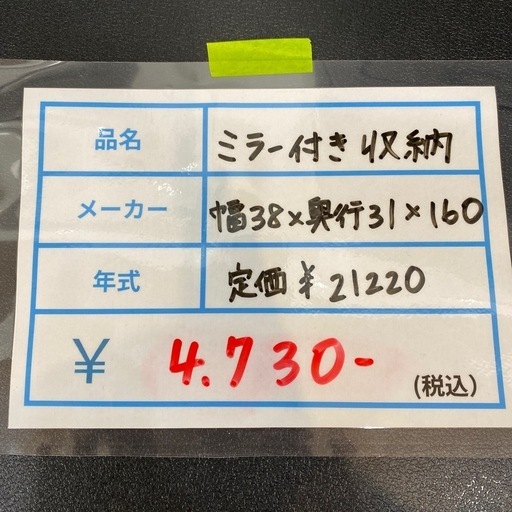 品名 ミラー付き収納
メーカー 幅38×奥行31×160
年式 定価¥21220
¥ 4.730-
(税込)